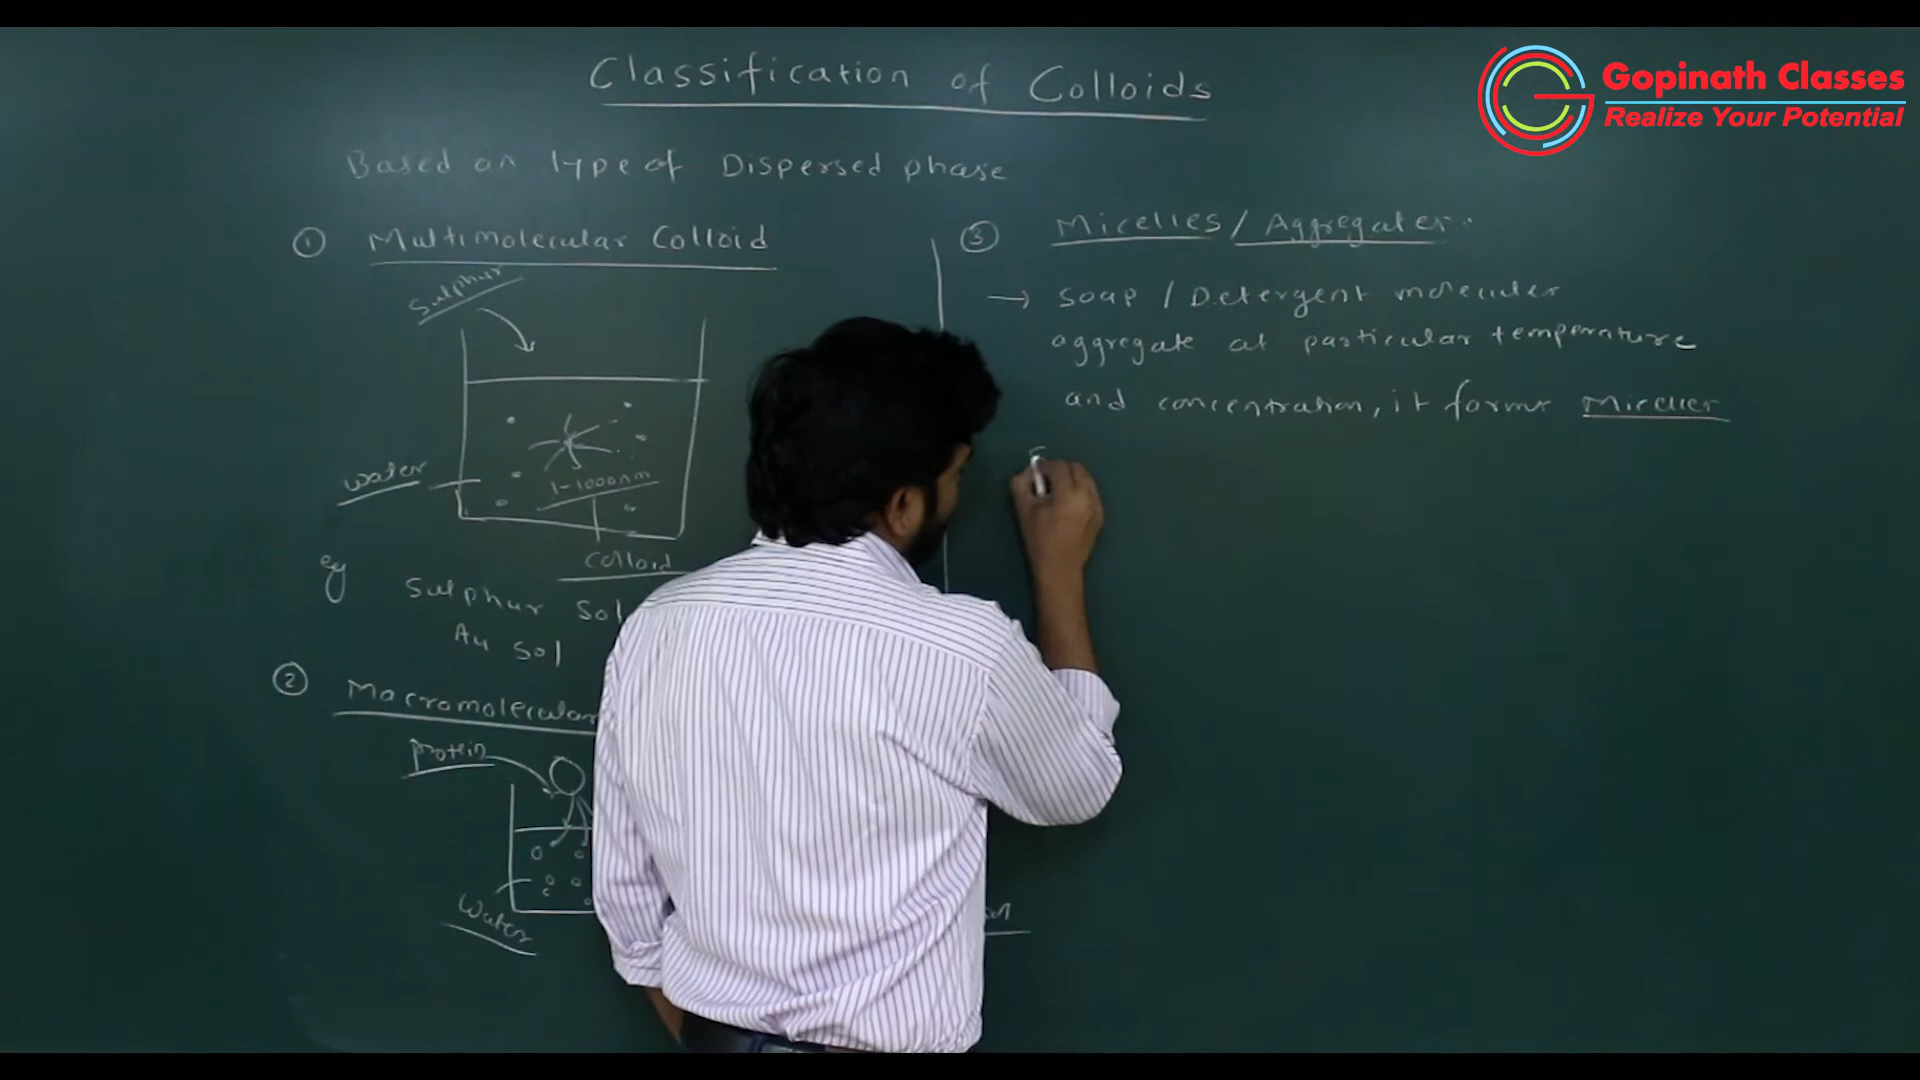 Classification of Colloids
Gopinath Classes
Realize Your Potential
Based on type of Dispersed phase
① Multimolecular Colloid
Sulphur
water
1-1000nm
Colloid
eg Sulphur Sol
Au Sol
② Macromolecular
protein
Water
③ Micelles / Aggregates.
→ Soap / Detergent molecules
aggregate at particular temperature
and concentration, it forms Micelles